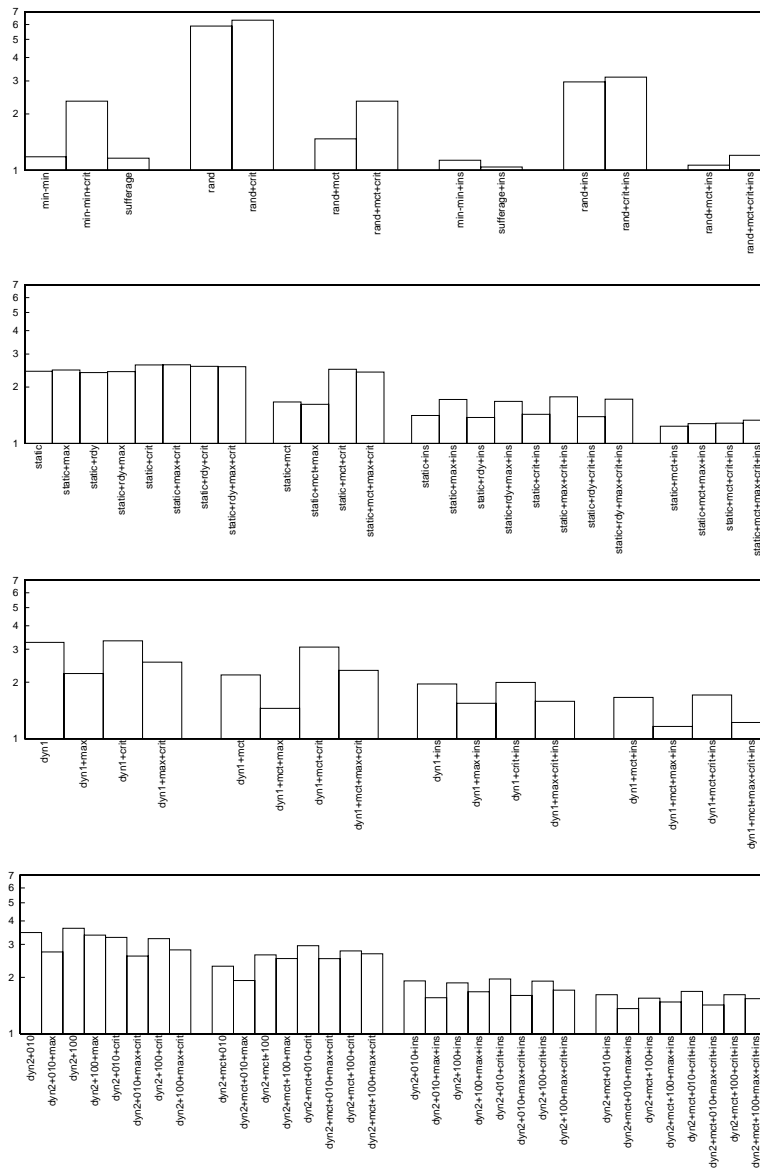 7
6
5
4
3
2
1
min-min
min-min+crit
sufferage
rand
rand+crit
rand+mct
rand+mct+crit
min-min+ins
sufferage+ins
rand+ins
rand+crit+ins
rand+mct+ins
rand+mct+crit+ins
7
6
5
4
3
2
1
static
static+max
static+rdy
static+rdy+max
static+crit
static+max+crit
static+rdy+crit
static+rdy+max+crit
static+mct
static+mct+max
static+mct+crit
static+mct+max+crit
static+ins
static+max+ins
static+rdy+ins
static+rdy+max+ins
static+crit+ins
static+max+crit+ins
static+rdy+crit+ins
static+rdy+max+crit+ins
static+mct+ins
static+mct+max+ins
static+mct+crit+ins
static+mct+max+crit+ins
7
6
5
4
3
2
1
dyn1
dyn1+max
dyn1+crit
dyn1+max+crit
dyn1+mct
dyn1+mct+max
dyn1+mct+crit
dyn1+mct+max+crit
dyn1+ins
dyn1+max+ins
dyn1+crit+ins
dyn1+max+crit+ins
dyn1+mct+ins
dyn1+mct+max+ins
dyn1+mct+crit+ins
dyn1+mct+max+crit+ins
7
6
5
4
3
2
1
dyn2+010
dyn2+010+max
dyn2+100
dyn2+100+max
dyn2+010+crit
dyn2+010+max+crit
dyn2+100+crit
dyn2+100+max+crit
dyn2+mct+010
dyn2+mct+010+max
dyn2+mct+100
dyn2+mct+100+max
dyn2+mct+010+crit
dyn2+mct+010+max+crit
dyn2+mct+100+crit
dyn2+mct+100+max+crit
dyn2+010+ins
dyn2+010+max+ins
dyn2+100+ins
dyn2+100+max+ins
dyn2+010+crit+ins
dyn2+010+max+crit+ins
dyn2+100+crit+ins
dyn2+100+max+crit+ins
dyn2+mct+010+ins
dyn2+mct+010+max+ins
dyn2+mct+100+ins
dyn2+mct+100+max+ins
dyn2+mct+010+crit+ins
dyn2+mct+010+max+crit+ins
dyn2+mct+100+crit+ins
dyn2+mct+100+max+crit+ins